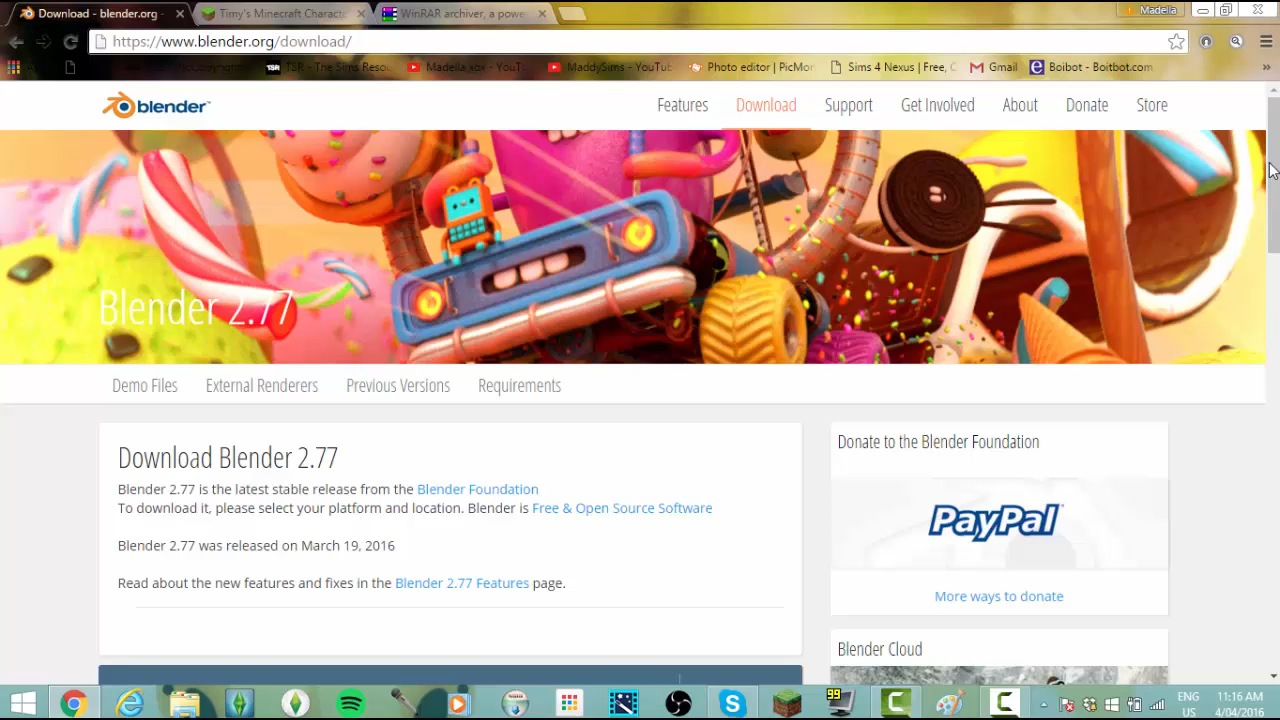 Download - blender.org
Timy's Minecraft Charact
WinRAR archiver, a powe
Madella
https://www.blender.org/download/
TSR
TSR - The Sims Resou
Madella xox - YouT
MaddySims - YouTub
Photo editor | PicMon
Sims 4 Nexus | Free, C
Gmail
Boibot - Boitbot.com
»
blender
Features
Download
Support
Get Involved
About
Donate
Store
Blender 2.77
Demo Files
External Renderers
Previous Versions
Requirements
Download Blender 2.77
Blender 2.77 is the latest stable release from the Blender Foundation
To download it, please select your platform and location. Blender is Free & Open Source Software
Blender 2.77 was released on March 19, 2016
Read about the new features and fixes in the Blender 2.77 Features page.
Donate to the Blender Foundation
PayPal
More ways to donate
Blender Cloud
99
ENG
US
11:16 AM
4/04/2016